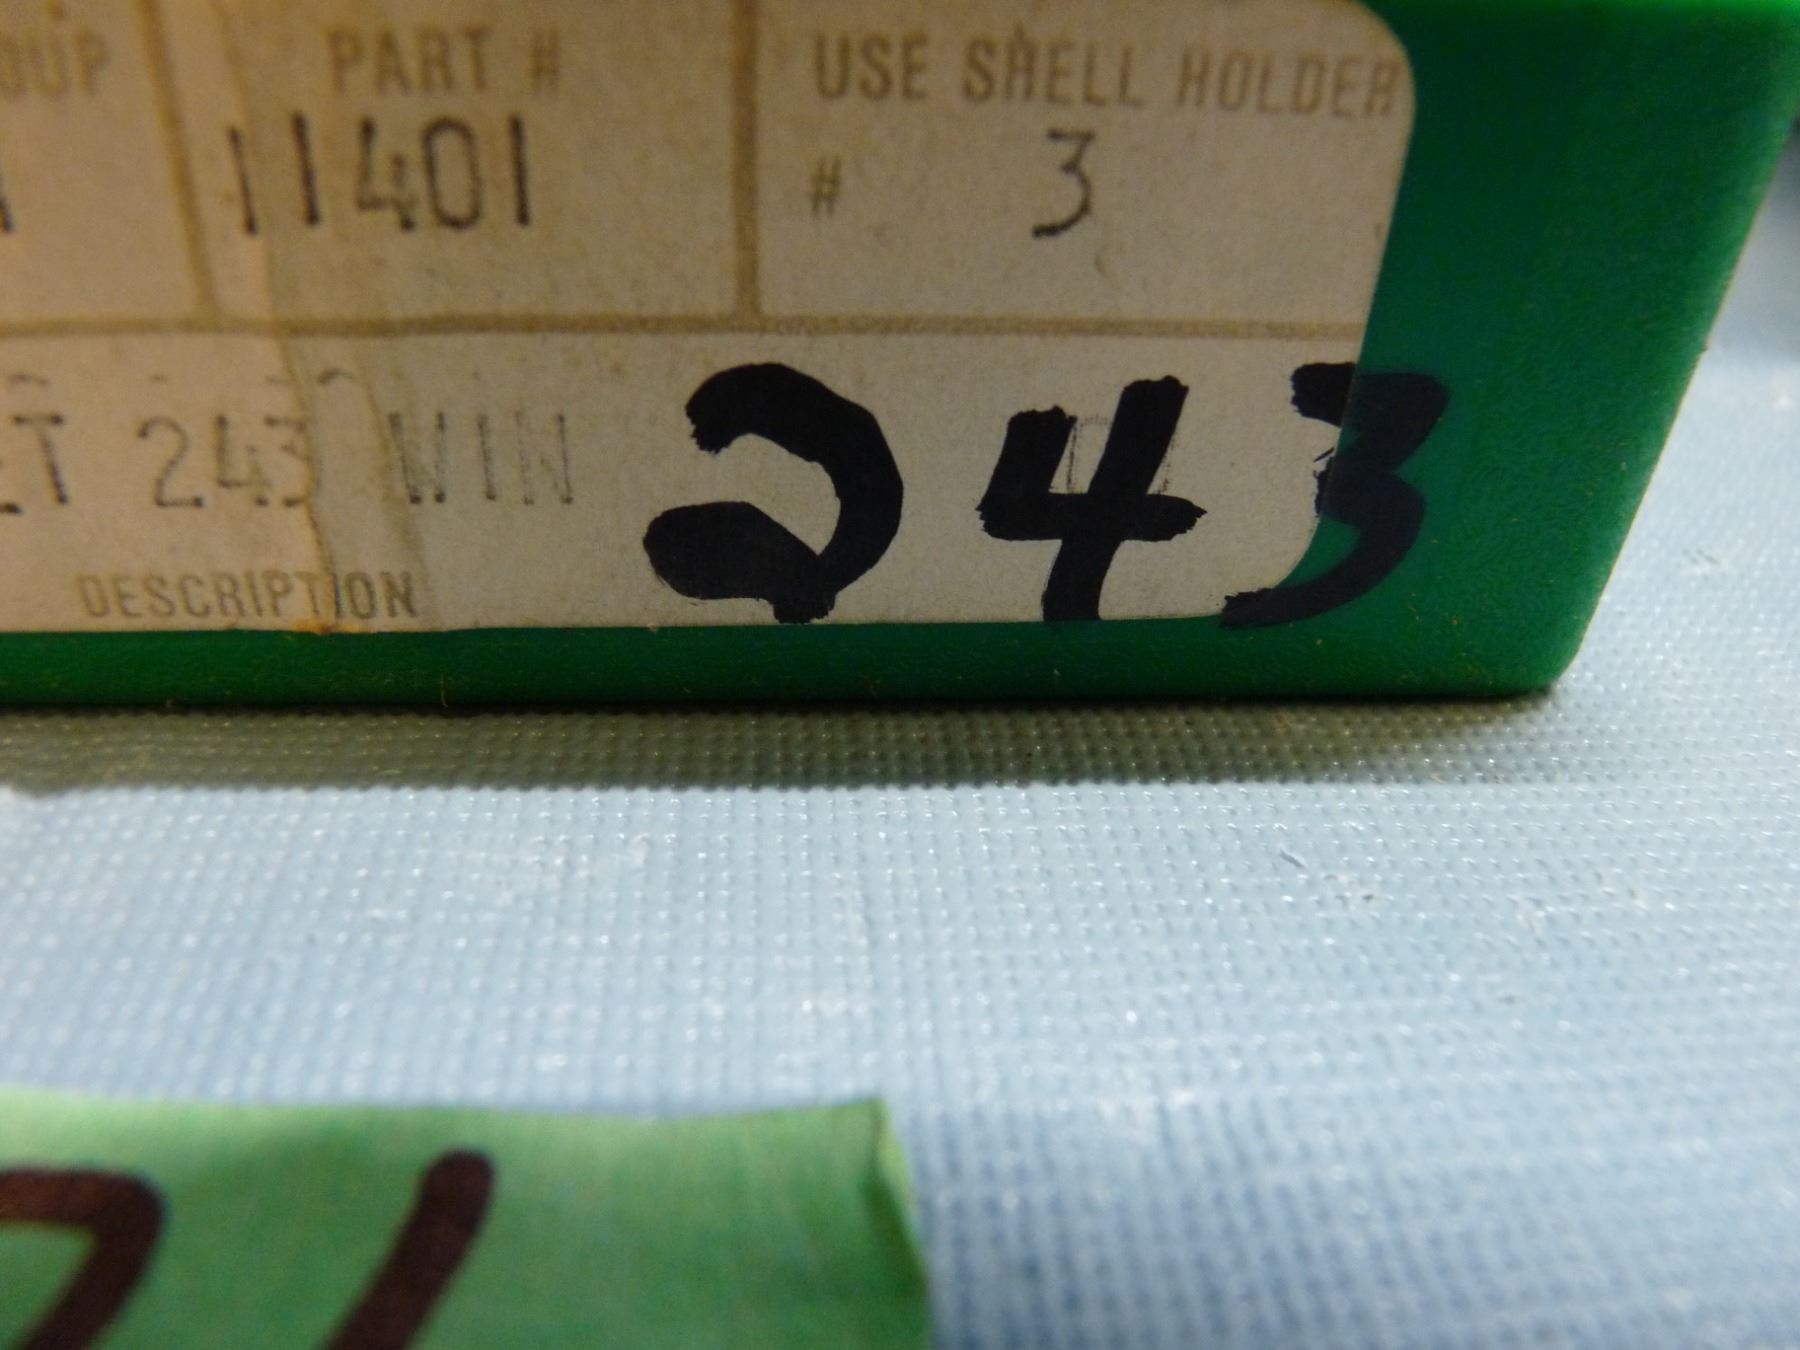 PART # USE SHELL HOLDER
11401 # 3
243 WIN 243
DESCRIPTION